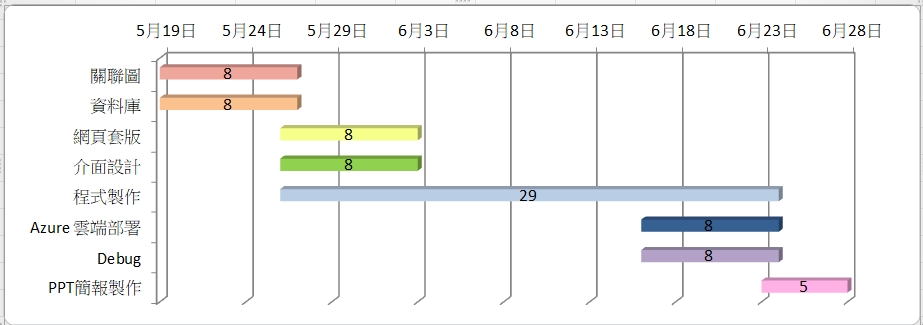 5月19日 5月24日 5月29日 6月3日 6月8日 6月13日 6月18日 6月23日 6月28日
關聯圖 8
資料庫 8
網頁套版 8
介面設計 8
程式製作 29
Azure 雲端部署 8
Debug 8
PPT簡報製作 5